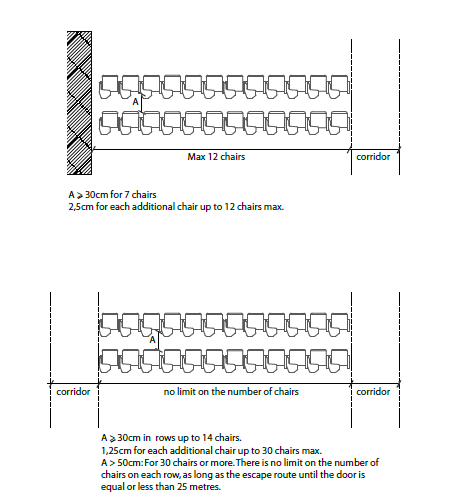 A
Max 12 chairs
corridor
A ⩾ 30cm for 7 chairs
2,5cm for each additional chair up to 12 chairs max.
A
corridor
no limit on the number of chairs
corridor
A ⩾ 30cm in rows up to 14 chairs.
1,25cm for each additional chair up to 30 chairs max.
A > 50cm: For 30 chairs or more. There is no limit on the number of
chairs on each row, as long as the escape route until the door is
equal or less than 25 metres.